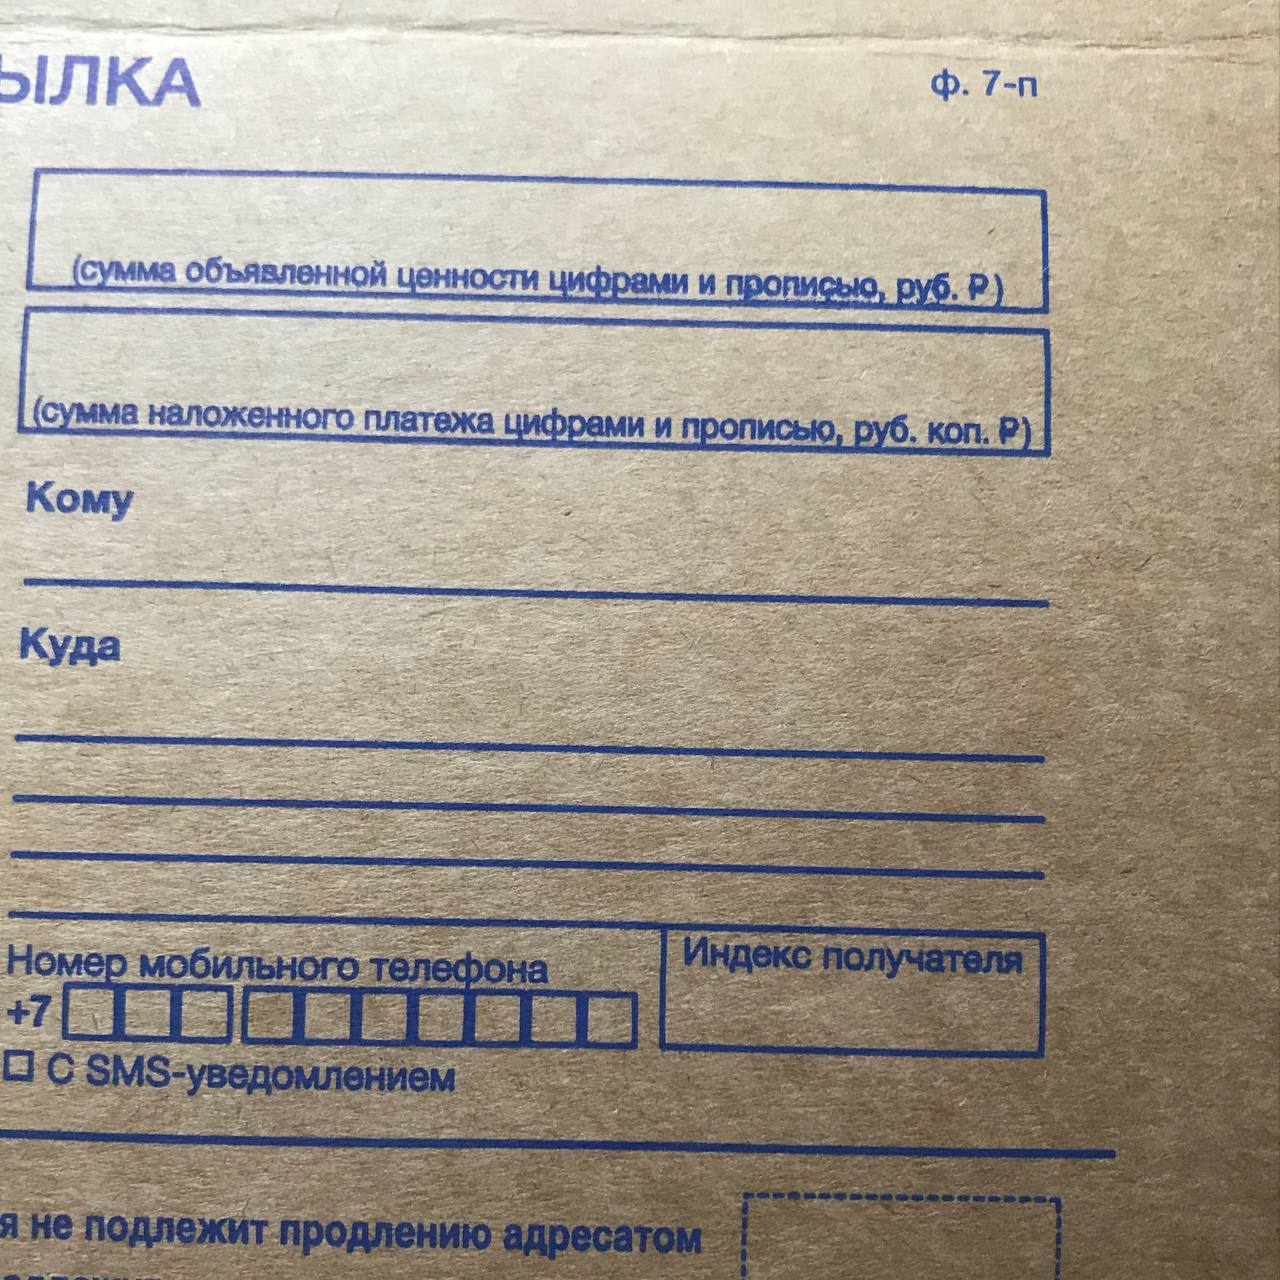 ЫЛКА
ф. 7-п
(сумма объявленной ценности цифрами и прописью, руб. ₽)
(сумма наложенного платежа цифрами и прописью, руб. коп. ₽)
Кому
Куда
Номер мобильного телефона
Индекс получателя
+7
С SMS-уведомлением
я не подлежит продлению адресатом